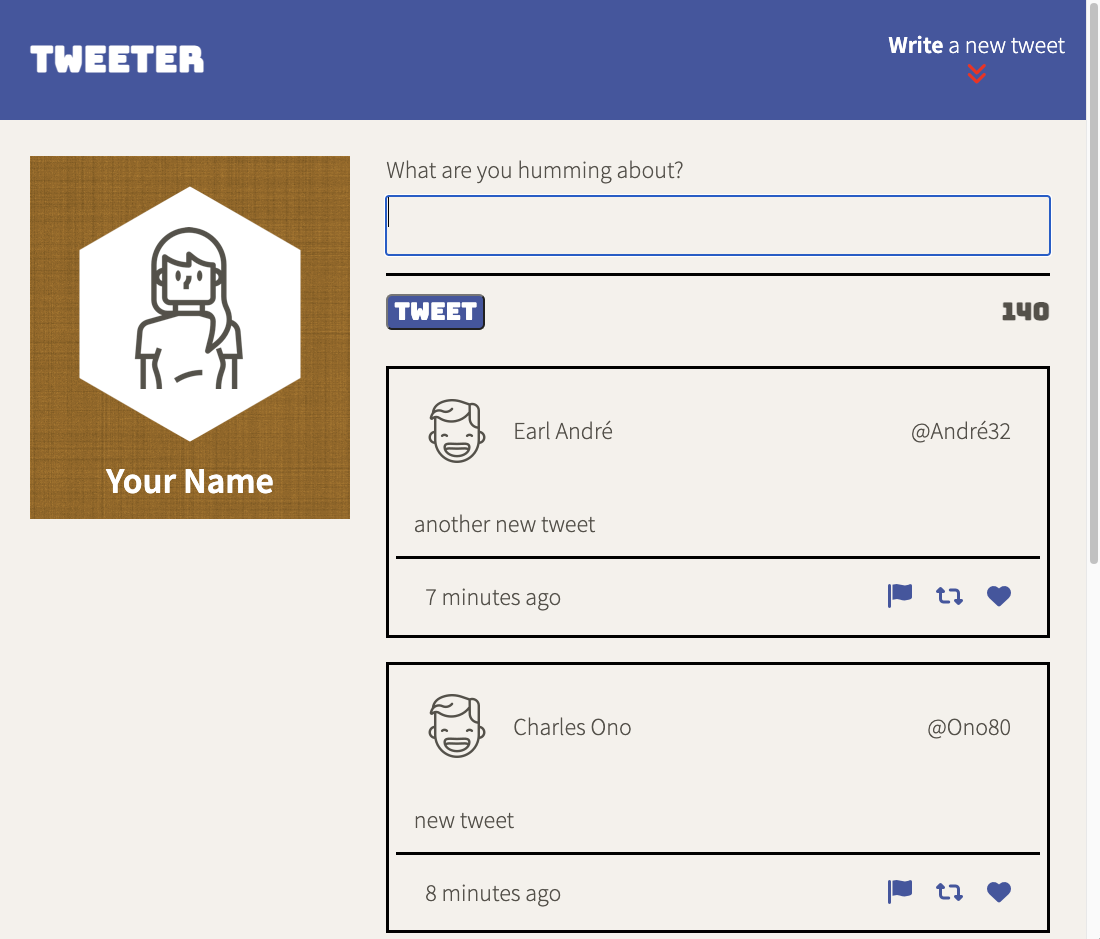 TWEETER
Write a new tweet
Your Name
What are you humming about?
TWEET
140
Earl André
@André32
another new tweet
7 minutes ago
Charles Ono
@Ono80
new tweet
8 minutes ago